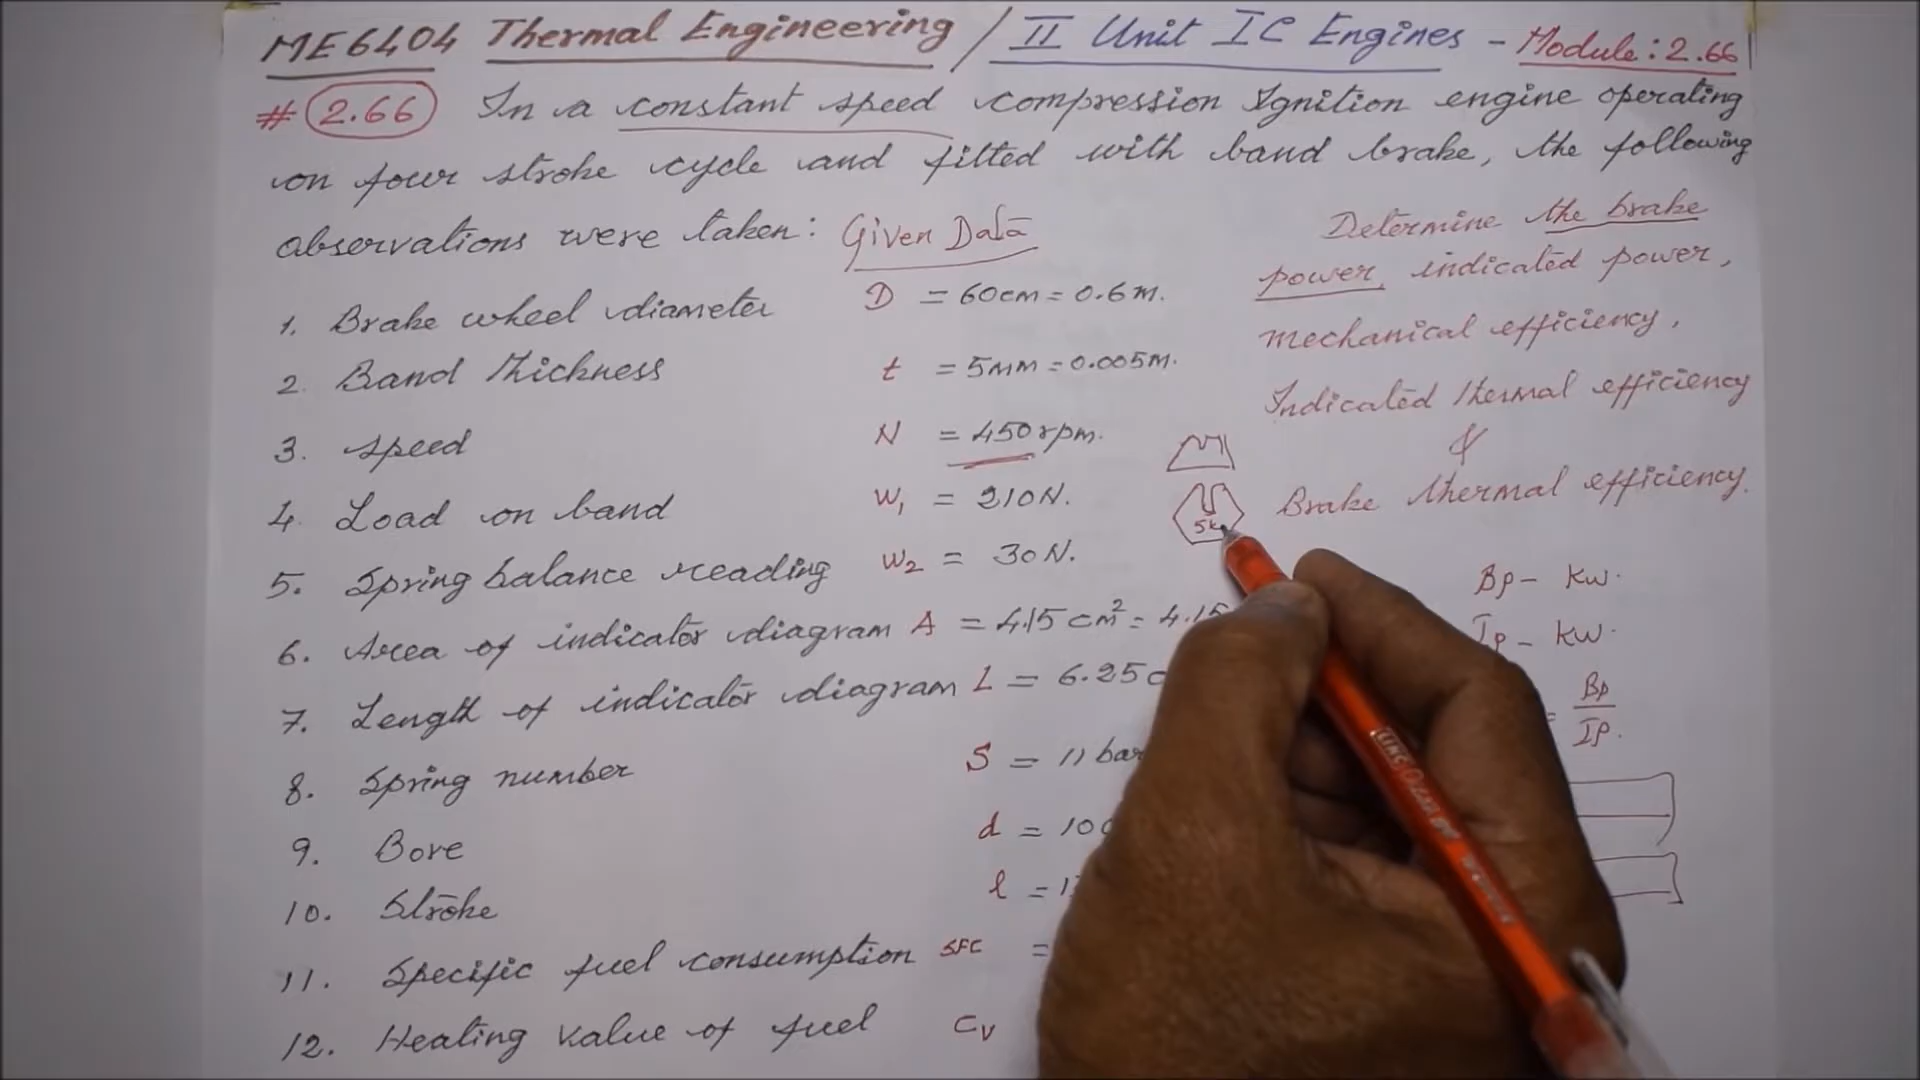 ME6404 Thermal Engineering / II Unit IC Engines - Module: 2.66
# 2.66 In a constant speed compression Ignition engine operating
on four stroke cycle and fitted with band brake, the following
observations were taken: Given Data
1. Brake wheel diameter D = 60cm = 0.6m.
2. Band Thickness t = 5mm = 0.005m.
3. speed N = 450rpm.
4. Load on band W1 = 210N.
5. Spring balance reading W2 = 30N.
6. Area of indicator diagram A = 4.15cm² = 4.15
7. Length of indicator diagram L = 6.25
8. Spring number S = 11 bar
9. Bore d = 10
10. Stroke l = 1
11. Specific fuel consumption SFC =
12. Heating value of fuel Cv
Determine the brake
power, indicated power,
mechanical efficiency,
Indicated thermal efficiency
&
Brake thermal efficiency.
5k
Bp - Kw.
Ip - Kw.
= Bp
Ip.
LINC OCEAN